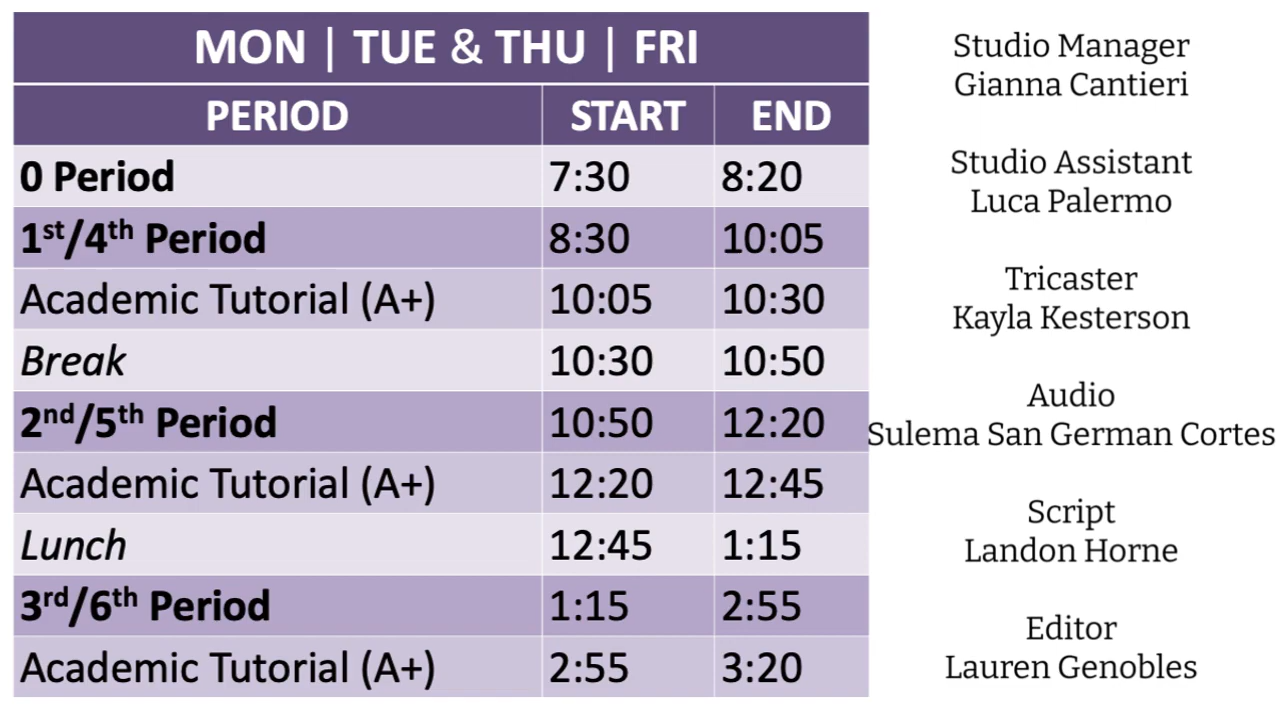 MON | TUE & THU | FRI
PERIOD START END
0 Period 7:30 8:20
1st/4th Period 8:30 10:05
Academic Tutorial (A+) 10:05 10:30
Break 10:30 10:50
2nd/5th Period 10:50 12:20
Academic Tutorial (A+) 12:20 12:45
Lunch 12:45 1:15
3rd/6th Period 1:15 2:55
Academic Tutorial (A+) 2:55 3:20
Studio Manager
Gianna Cantieri
Studio Assistant
Luca Palermo
Tricaster
Kayla Kesterson
Audio
Sulema San German Cortes
Script
Landon Horne
Editor
Lauren Genobles